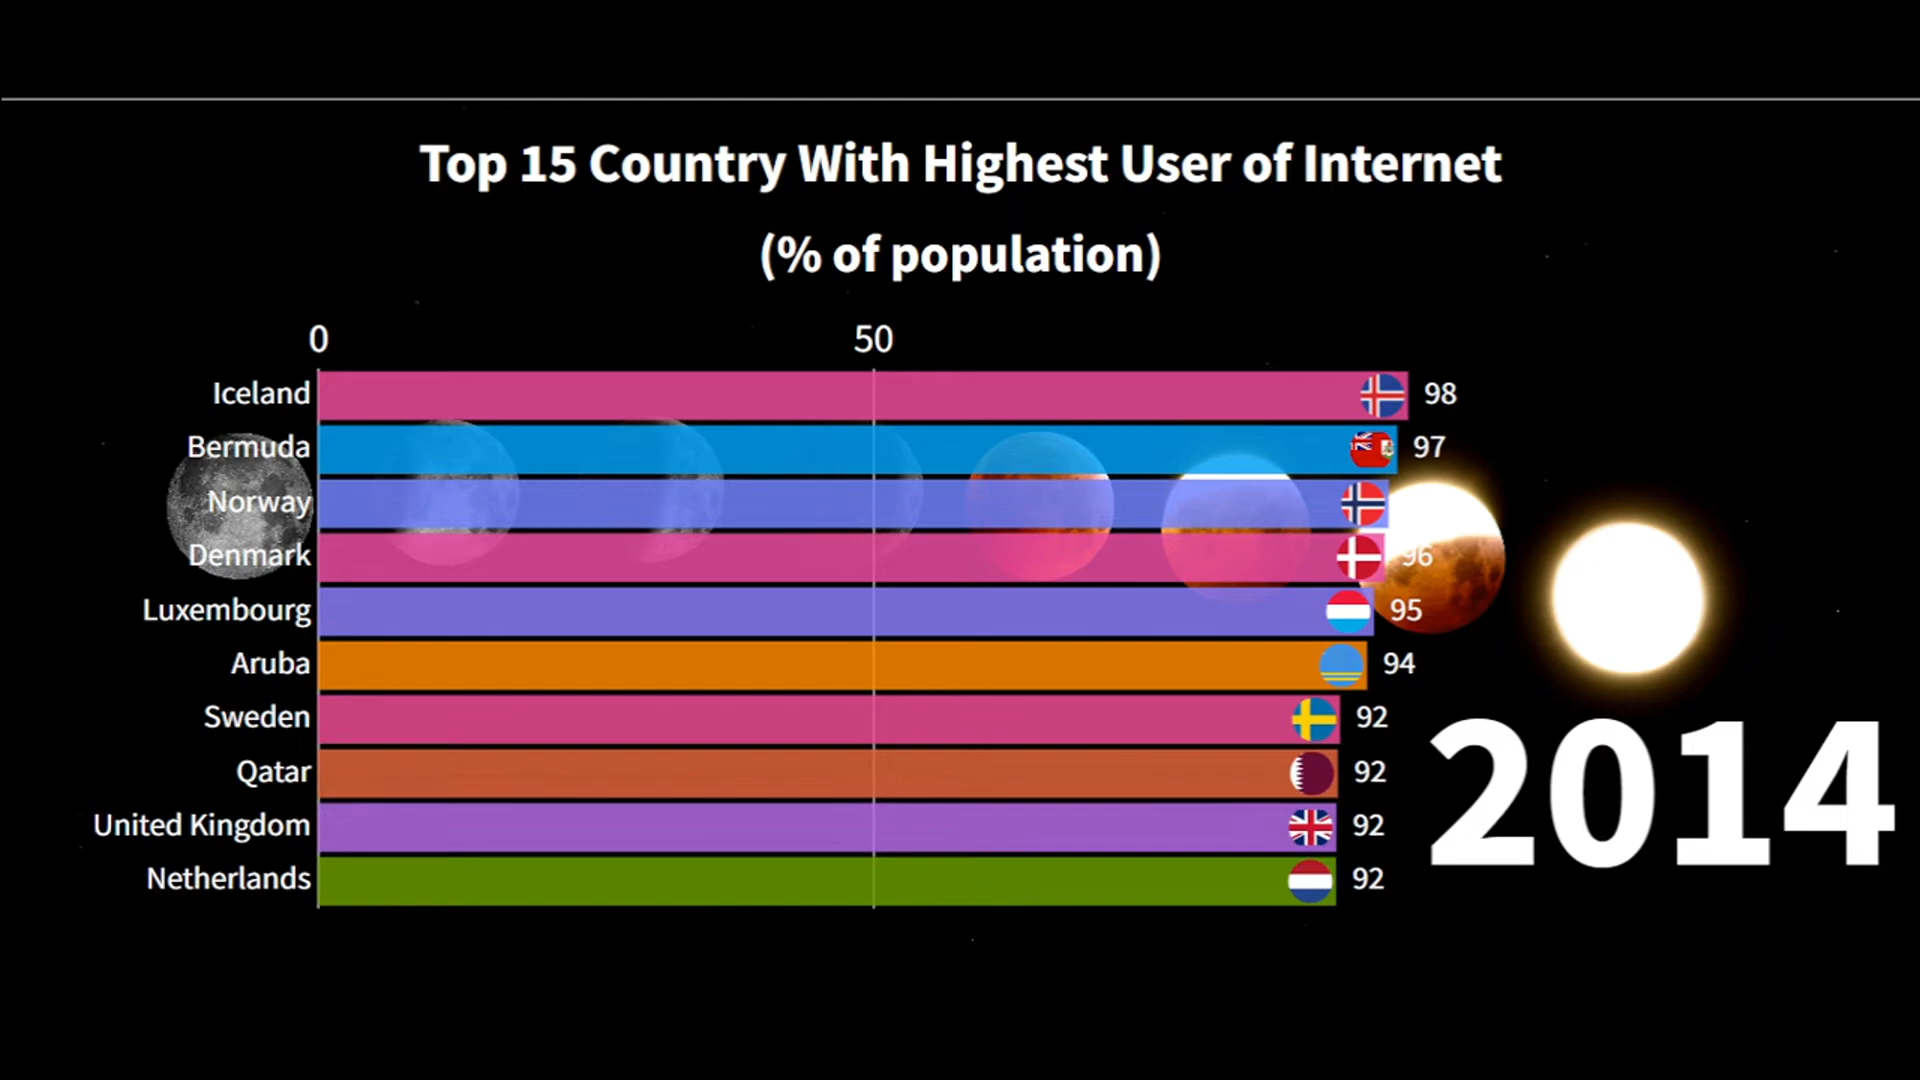 Top 15 Country With Highest User of Internet
(% of population)
0 50
Iceland 98
Bermuda 97
Norway
Denmark 96
Luxembourg 95
Aruba 94
Sweden 92
Qatar 92
United Kingdom 92
Netherlands 92
2014